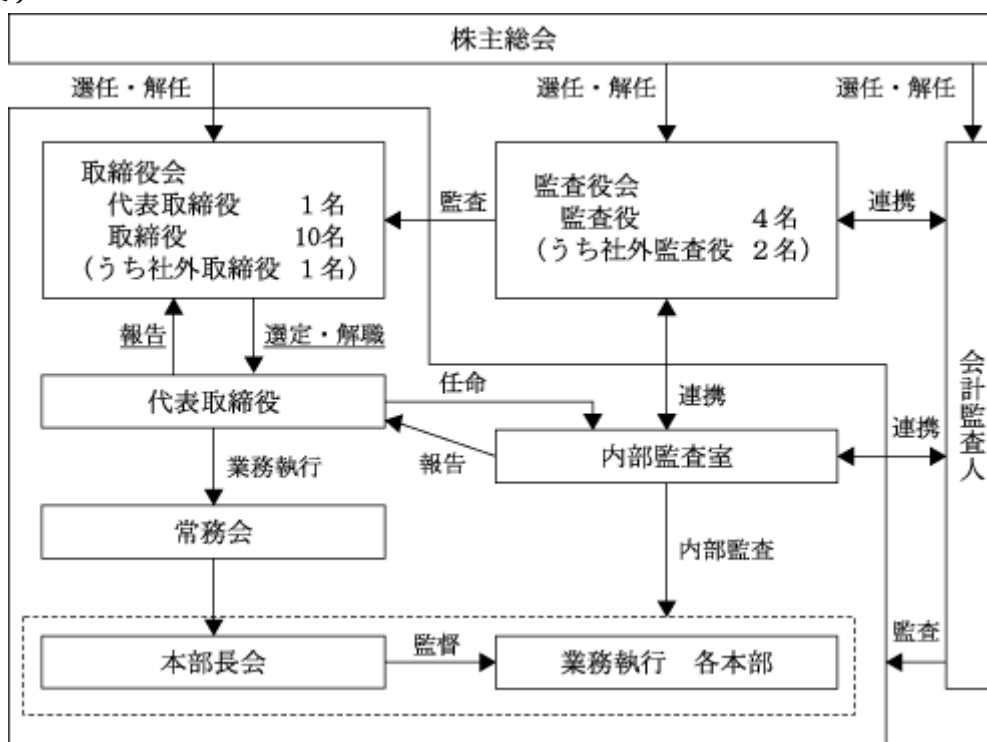 株主総会
選任・解任
選任・解任
選任・解任
取締役会
代表取締役 1名
取締役 10名
(うち社外取締役 1名)
監査
監査役会
監査役 4名
(うち社外監査役 2名)
連携
報告
選定・解職
代表取締役
任命
連携
報告
内部監査室
連携
会計監査人
業務執行
常務会
内部監査
本部長会
監督
業務執行 各本部
監査